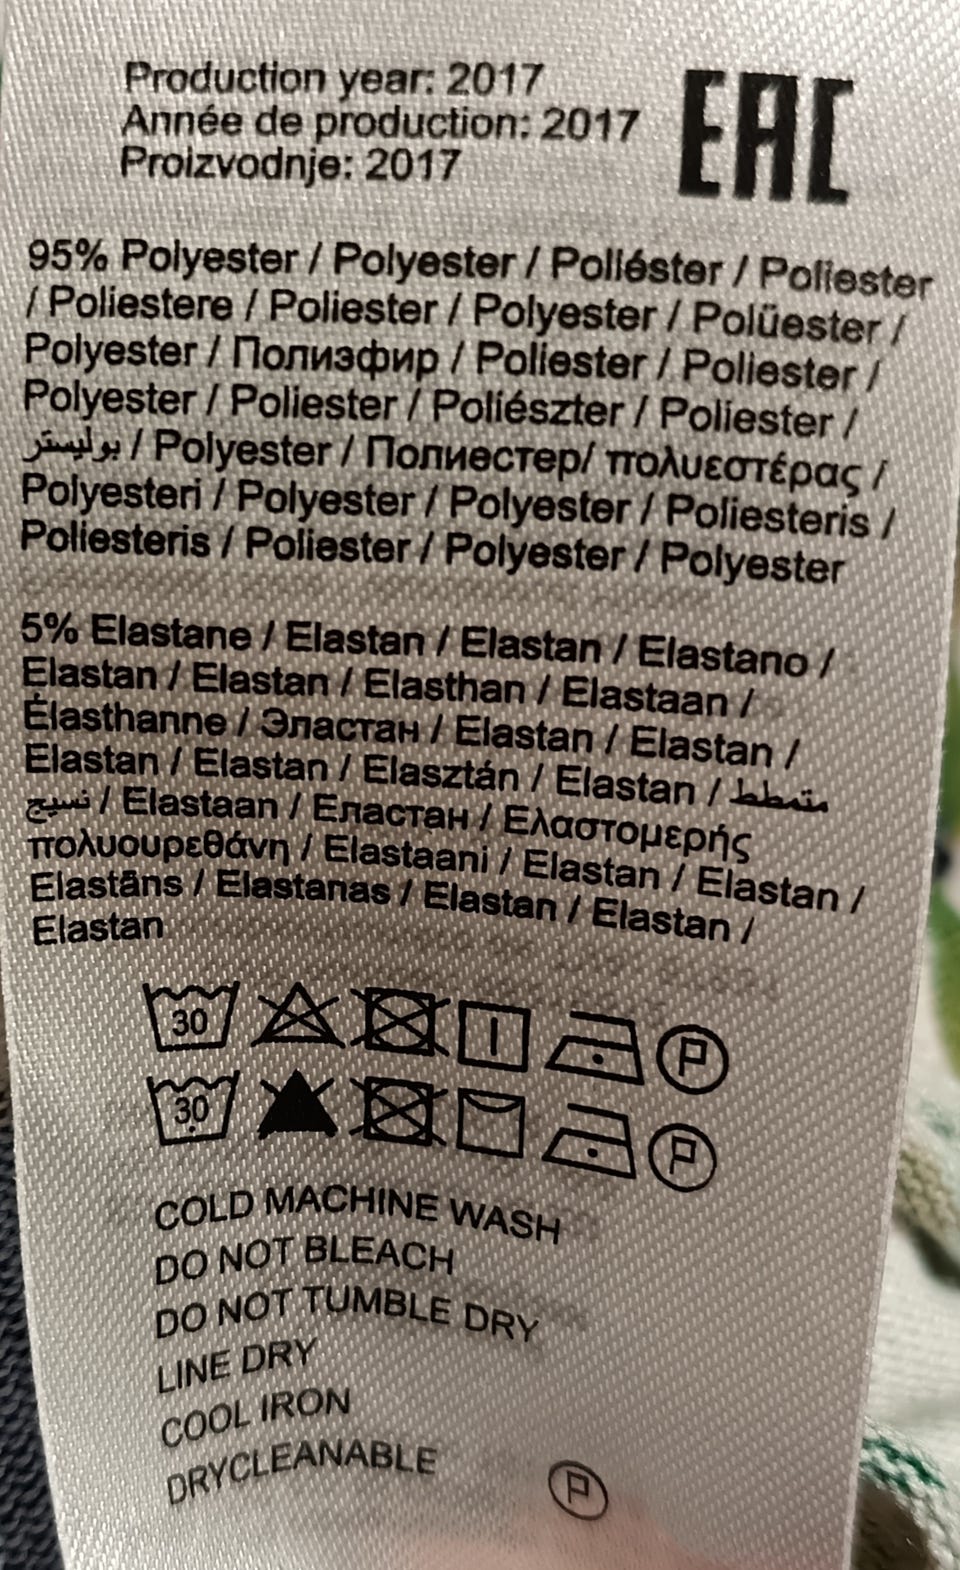 Production year: 2017
Année de production: 2017
Proizvodnje: 2017
EAC
95% Polyester / Polyester / Poliéster / Poliester
/ Poliestere / Poliester / Polyester / Polüester /
Polyester / Полиэфир / Poliester / Poliester /
Polyester / Poliester / Poliészter / Poliester /
بوليستر / Polyester / Полиестер/ πολυεστέρας /
Polyesteri / Polyester / Polyester / Poliesteris /
Poliesteris / Poliester / Polyester / Polyester
5% Elastane / Elastan / Elastan / Elastano /
Elastan / Elastan / Elasthan / Elastaan /
Élasthanne / Эластан / Elastan / Elastan /
Elastan / Elastan / Elasztán / Elastan / متمطط
نسيج / Elastaan / Еластан / Ελαστομερής
πολυουρεθάνη / Elastaani / Elastan / Elastan /
Elastāns / Elastanas / Elastan / Elastan /
Elastan
30 P
30 P
COLD MACHINE WASH
DO NOT BLEACH
DO NOT TUMBLE DRY
LINE DRY
COOL IRON
DRYCLEANABLE P